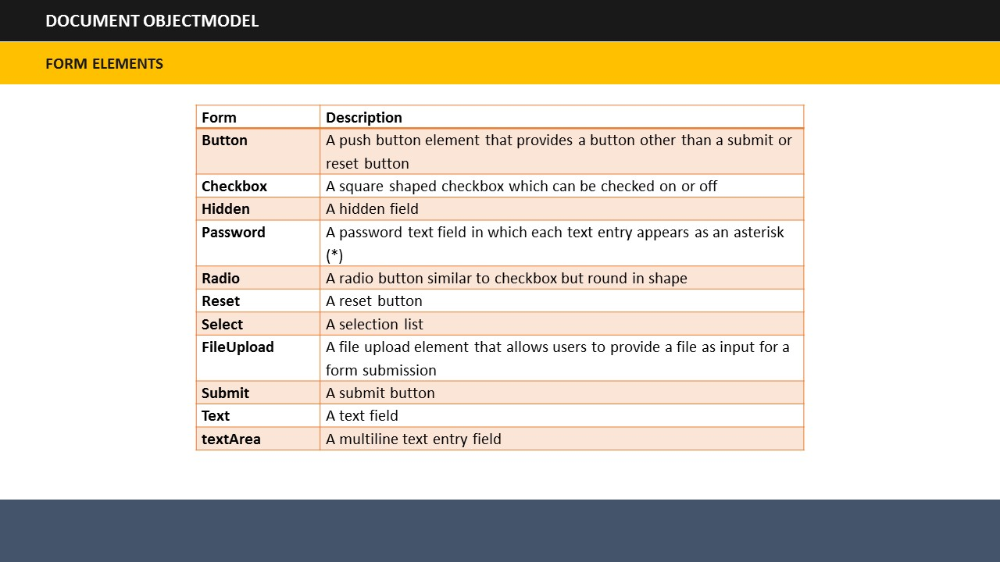 DOCUMENT OBJECTMODEL
FORM ELEMENTS
Form Description
Button A push button element that provides a button other than a submit or
reset button
Checkbox A square shaped checkbox which can be checked on or off
Hidden A hidden field
Password A password text field in which each text entry appears as an asterisk
(*)
Radio A radio button similar to checkbox but round in shape
Reset A reset button
Select A selection list
FileUpload A file upload element that allows users to provide a file as input for a
form submission
Submit A submit button
Text A text field
textArea A multiline text entry field